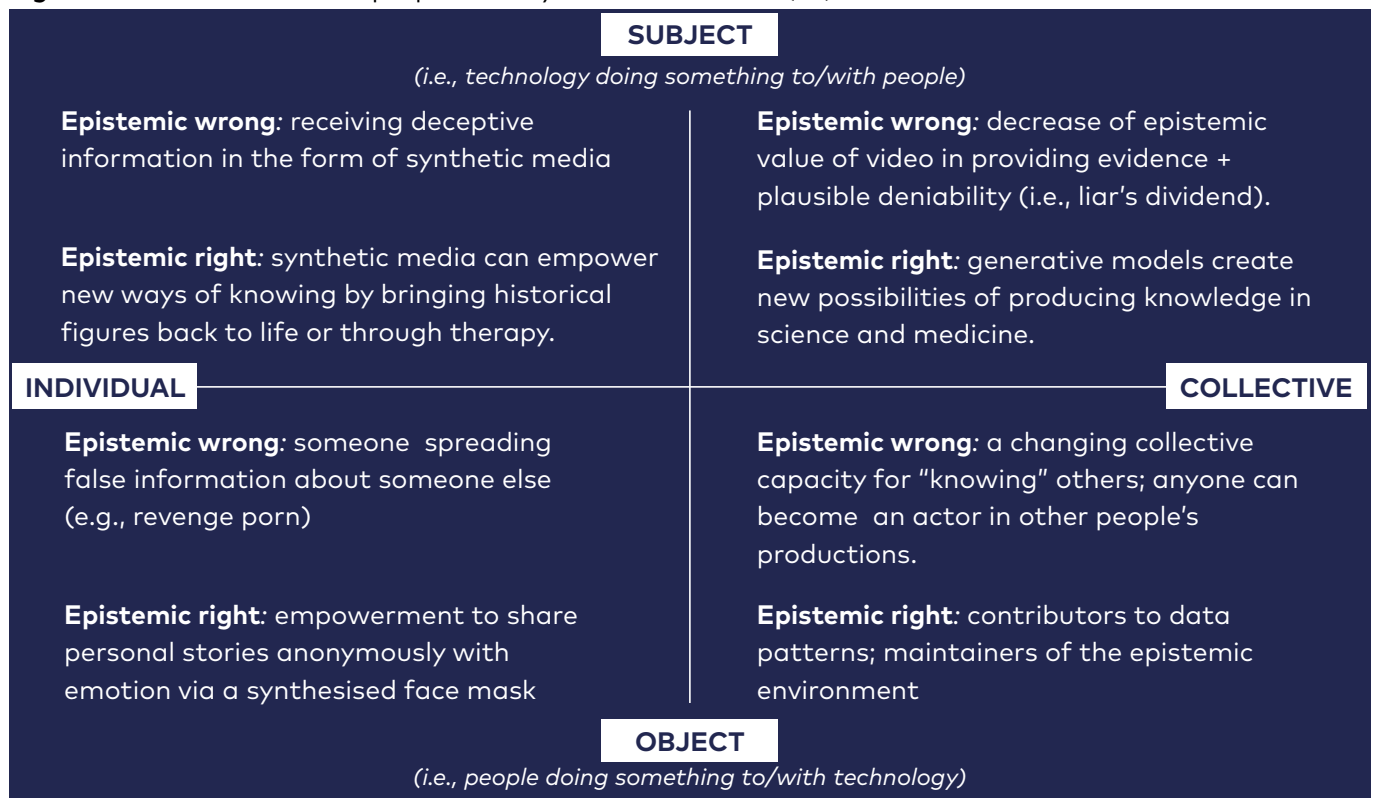 SUBJECT
(i.e., technology doing something to/with people)
Epistemic wrong: receiving deceptive
information in the form of synthetic media
Epistemic right: synthetic media can empower
new ways of knowing by bringing historical
figures back to life or through therapy.
Epistemic wrong: decrease of epistemic
value of video in providing evidence +
plausible deniability (i.e., liar's dividend).
Epistemic right: generative models create
new possibilities of producing knowledge in
science and medicine.
INDIVIDUAL
COLLECTIVE
Epistemic wrong: someone spreading
false information about someone else
(e.g., revenge porn)
Epistemic right: empowerment to share
personal stories anonymously with
emotion via a synthesised face mask
Epistemic wrong: a changing collective
capacity for "knowing" others; anyone can
become an actor in other people's
productions.
Epistemic right: contributors to data
patterns; maintainers of the epistemic
environment
OBJECT
(i.e., people doing something to/with technology)